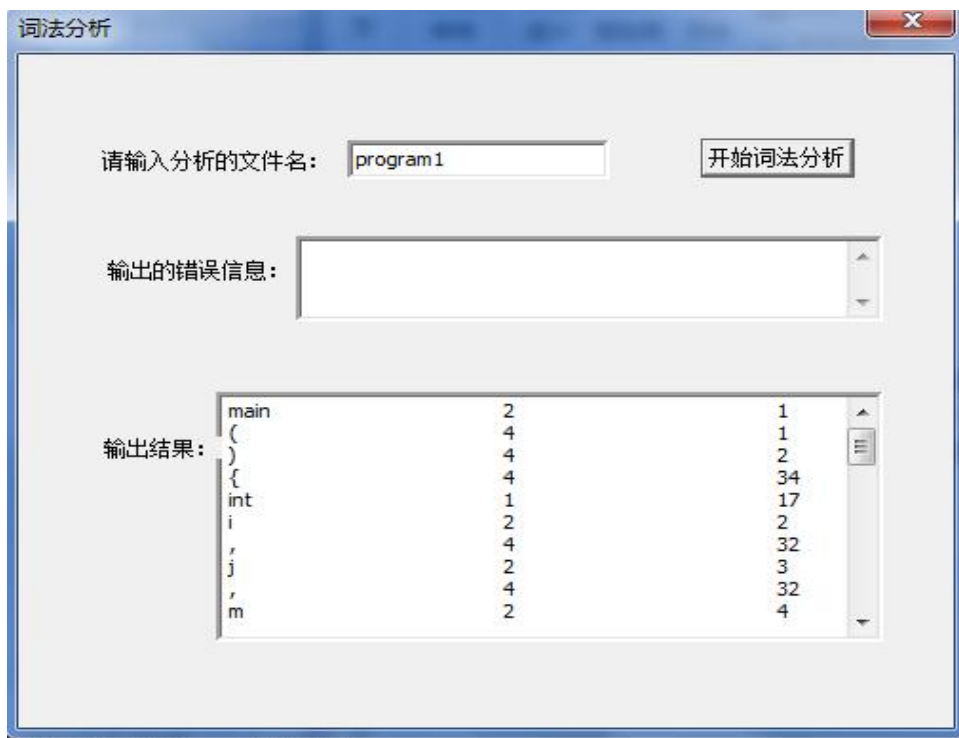 词法分析
请输入分析的文件名： program1 开始词法分析
输出的错误信息：
输出结果：
main 2 1
( 4 1
) 4 2
{ 4 34
int 1 17
i 2 2
, 4 32
j 2 3
, 4 32
m 2 4